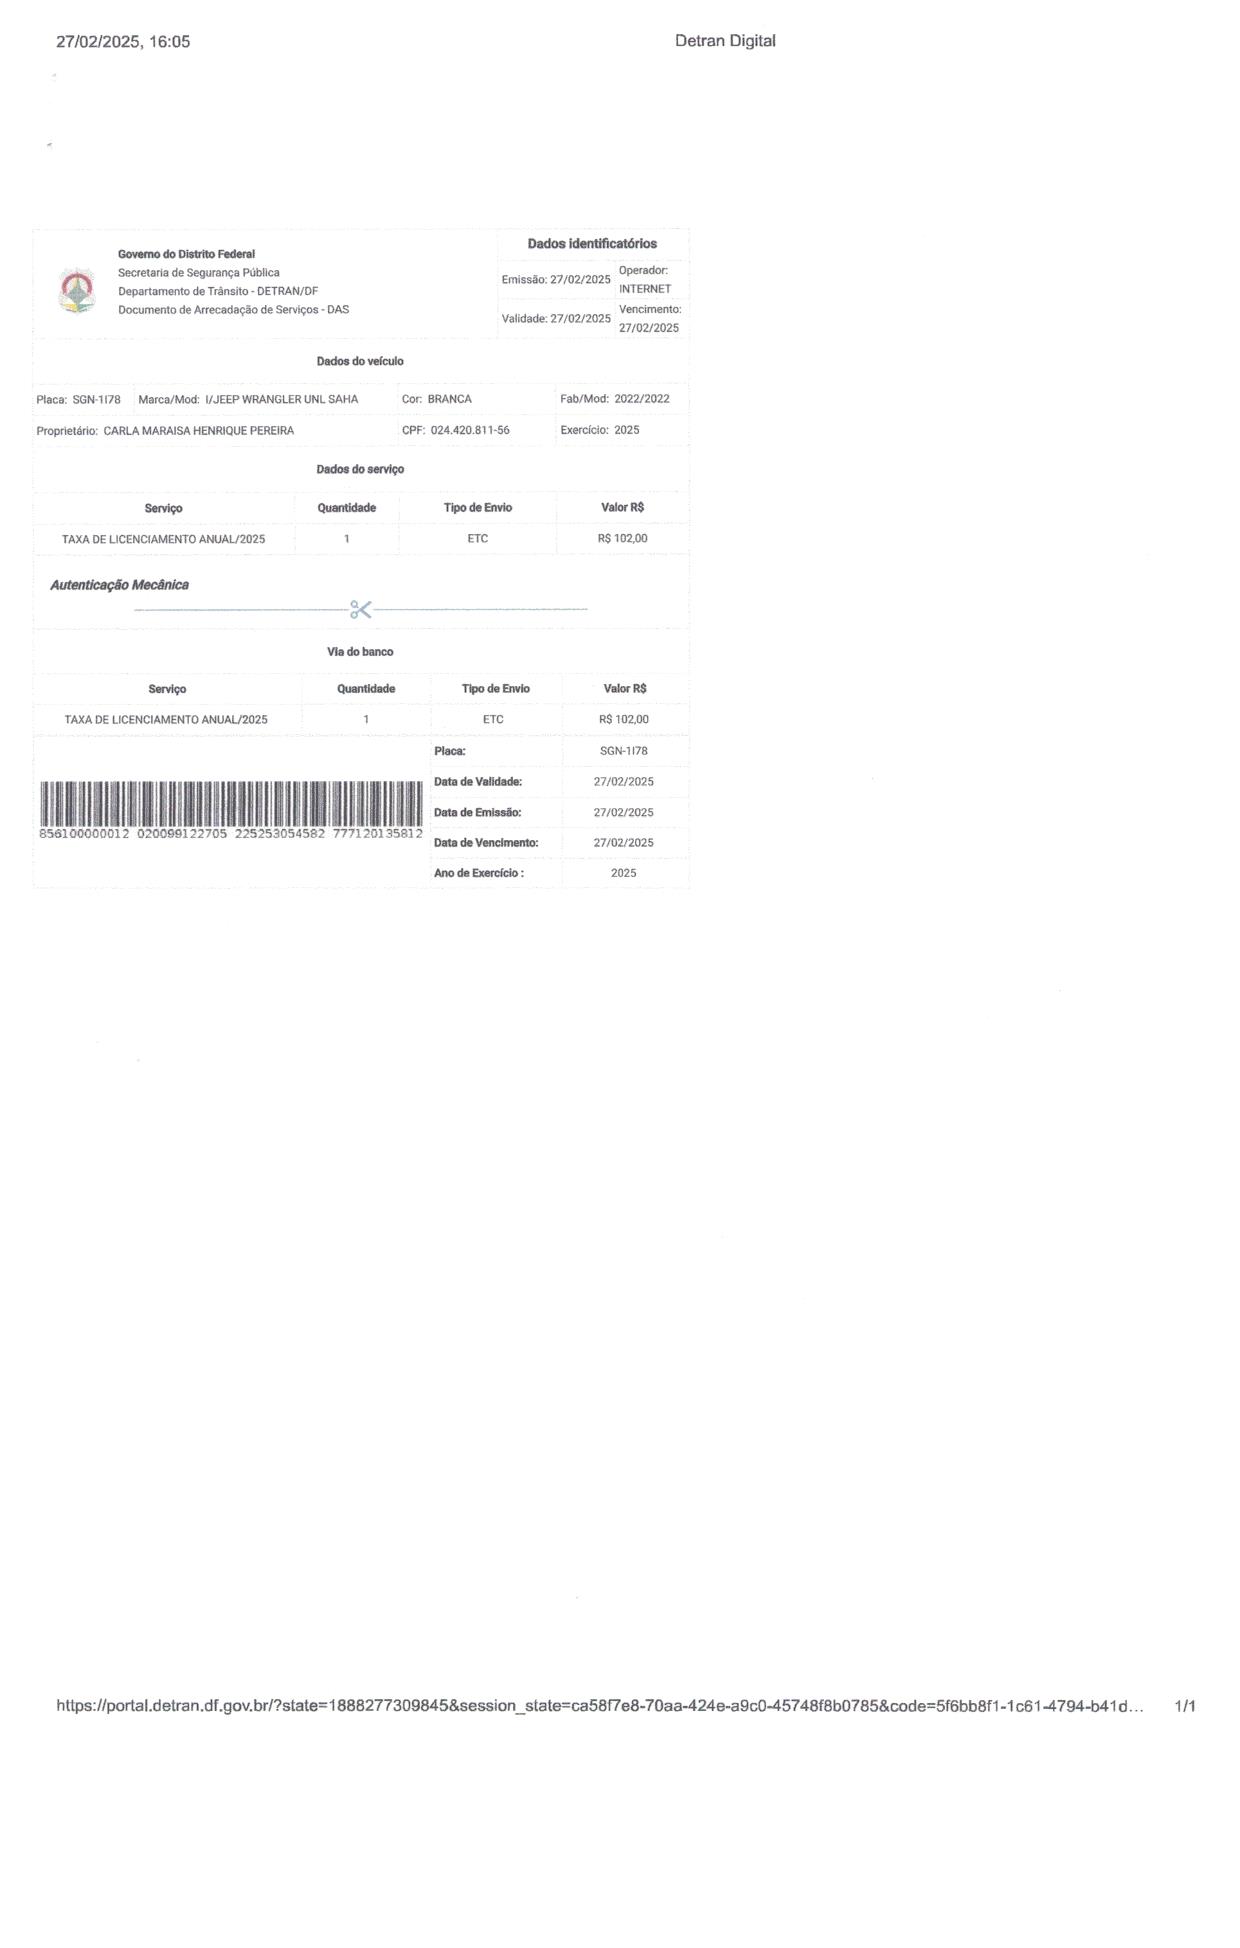 27/02/2025, 16:05
Detran Digital
Governo do Distrito Federal
Secretaria de Segurança Pública
Departamento de Trânsito - DETRAN/DF
Documento de Arrecadação de Serviços - DAS
Dados identificatórios
Emissão: 27/02/2025 Operador: INTERNET
Validade: 27/02/2025 Vencimento: 27/02/2025
Dados do veículo
Placa: SGN-1I78 Marca/Mod: I/JEEP WRANGLER UNL SAHA Cor: BRANCA Fab/Mod: 2022/2022
Proprietário: CARLA MARAISA HENRIQUE PEREIRA CPF: 024.420.811-56 Exercício: 2025
Dados do serviço
Serviço Quantidade Tipo de Envio Valor R$
TAXA DE LICENCIAMENTO ANUAL/2025 1 ETC R$ 102,00
Autenticação Mecânica
Via do banco
Serviço Quantidade Tipo de Envio Valor R$
TAXA DE LICENCIAMENTO ANUAL/2025 1 ETC R$ 102,00
Placa: SGN-1I78
Data de Validade: 27/02/2025
Data de Emissão: 27/02/2025
856100000012 020099122705 225253054582 777120135812
Data de Vencimento: 27/02/2025
Ano de Exercício : 2025
https://portal.detran.df.gov.br/?state=1888277309845&session_state=ca58f7e8-70aa-424e-a9c0-45748f8b0785&code=5f6bb8f1-1c61-4794-b41d... 1/1